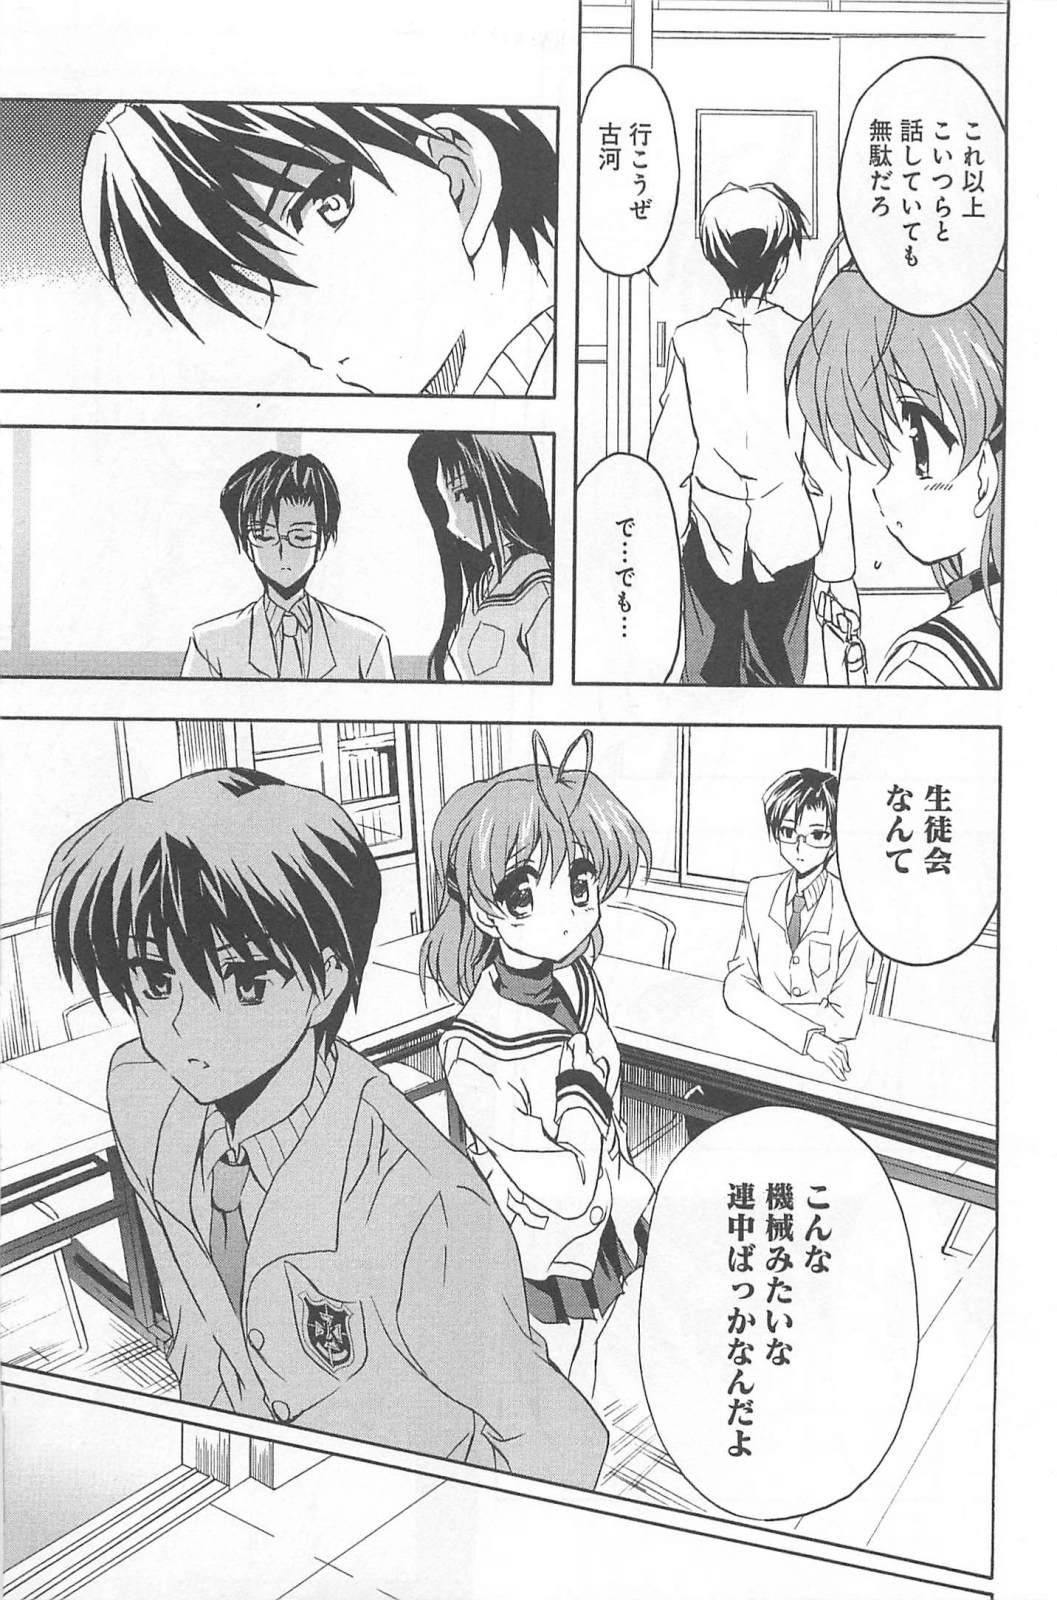 これ以上
こいつらと
話していても
無駄だろ
行こうぜ
古河
で…でも…
生徒会
なんて
こんな
機械みたいな
連中ばっかなんだよ